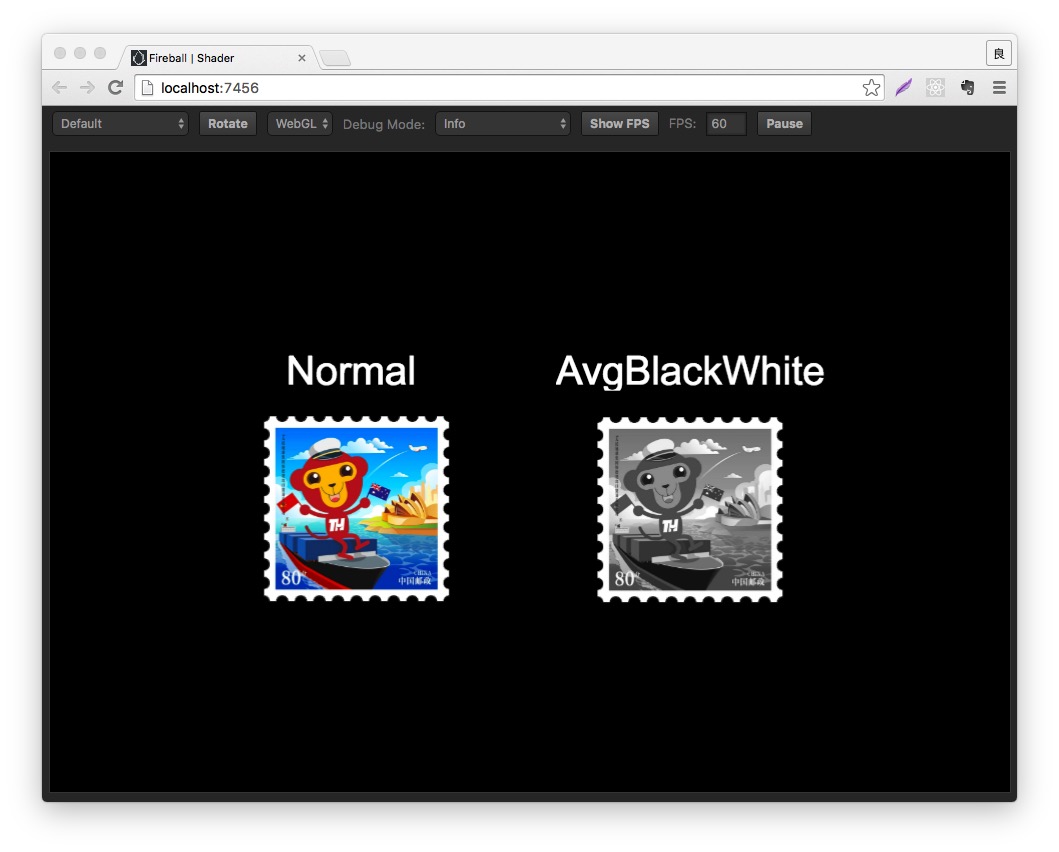 Fireball | Shader
良
localhost:7456
Default Rotate WebGL Debug Mode: Info Show FPS FPS: 60 Pause
Normal AvgBlackWhite
TH TH
80分 80分
CHINA CHINA
中国邮政 中国邮政